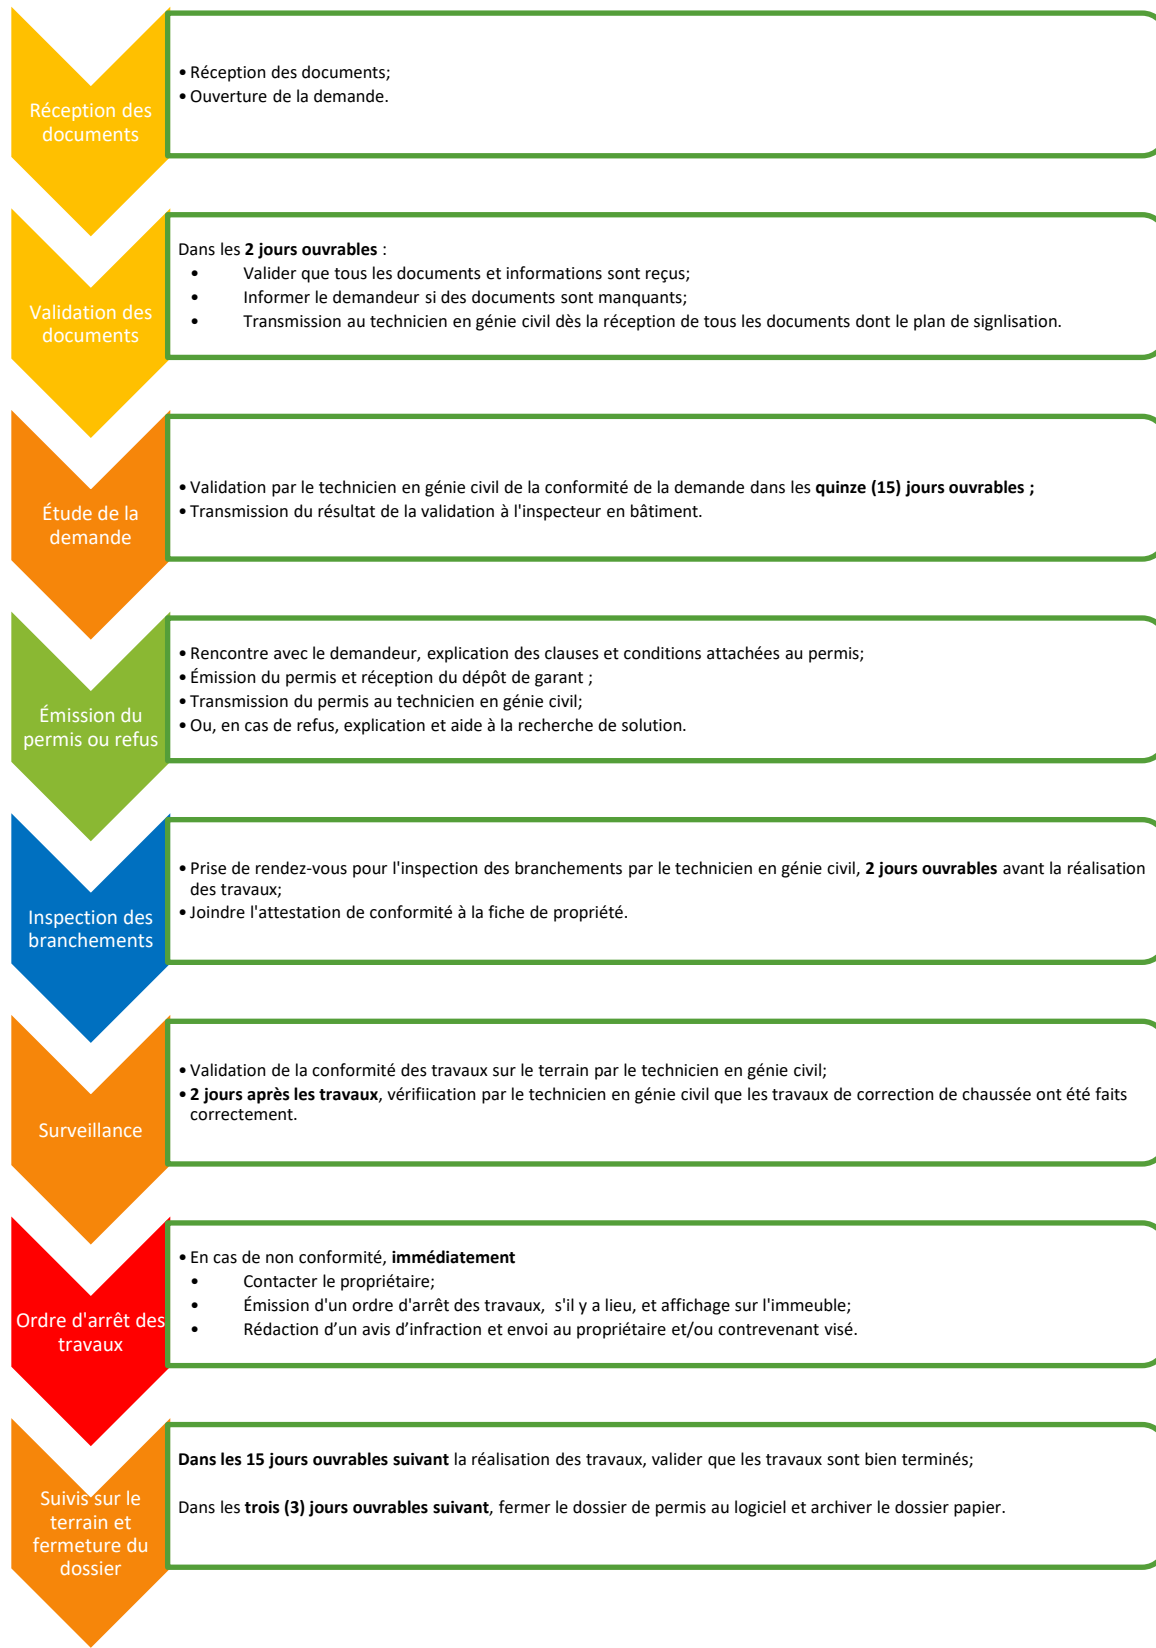 Réception des
documents
• Réception des documents;
• Ouverture de la demande.
Validation des
documents
Dans les 2 jours ouvrables :
• Valider que tous les documents et informations sont reçus;
• Informer le demandeur si des documents sont manquants;
• Transmission au technicien en génie civil dès la réception de tous les documents dont le plan de signlisation.
Étude de la
demande
• Validation par le technicien en génie civil de la conformité de la demande dans les quinze (15) jours ouvrables ;
• Transmission du résultat de la validation à l'inspecteur en bâtiment.
Émission du
permis ou refus
• Rencontre avec le demandeur, explication des clauses et conditions attachées au permis;
• Émission du permis et réception du dépôt de garant ;
• Transmission du permis au technicien en génie civil;
• Ou, en cas de refus, explication et aide à la recherche de solution.
Inspection des
branchements
• Prise de rendez-vous pour l'inspection des branchements par le technicien en génie civil, 2 jours ouvrables avant la réalisation
des travaux;
• Joindre l'attestation de conformité à la fiche de propriété.
Surveillance
• Validation de la conformité des travaux sur le terrain par le technicien en génie civil;
• 2 jours après les travaux, vérifiication par le technicien en génie civil que les travaux de correction de chaussée ont été faits
correctement.
Ordre d'arrêt des
travaux
• En cas de non conformité, immédiatement
• Contacter le propriétaire;
• Émission d'un ordre d'arrêt des travaux, s'il y a lieu, et affichage sur l'immeuble;
• Rédaction d’un avis d’infraction et envoi au propriétaire et/ou contrevenant visé.
Suivis sur le
terrain et
fermeture du
dossier
Dans les 15 jours ouvrables suivant la réalisation des travaux, valider que les travaux sont bien terminés;
Dans les trois (3) jours ouvrables suivant, fermer le dossier de permis au logiciel et archiver le dossier papier.